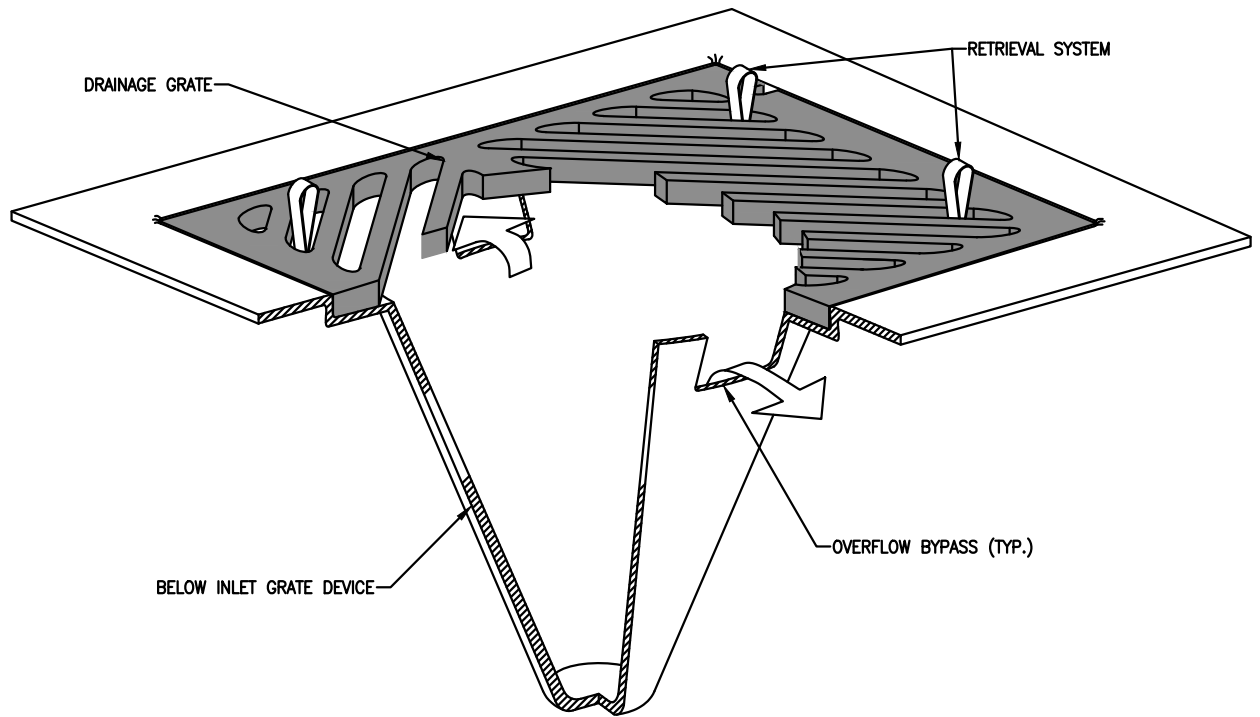 RETRIEVAL SYSTEM
DRAINAGE GRATE
OVERFLOW BYPASS (TYP.)
BELOW INLET GRATE DEVICE